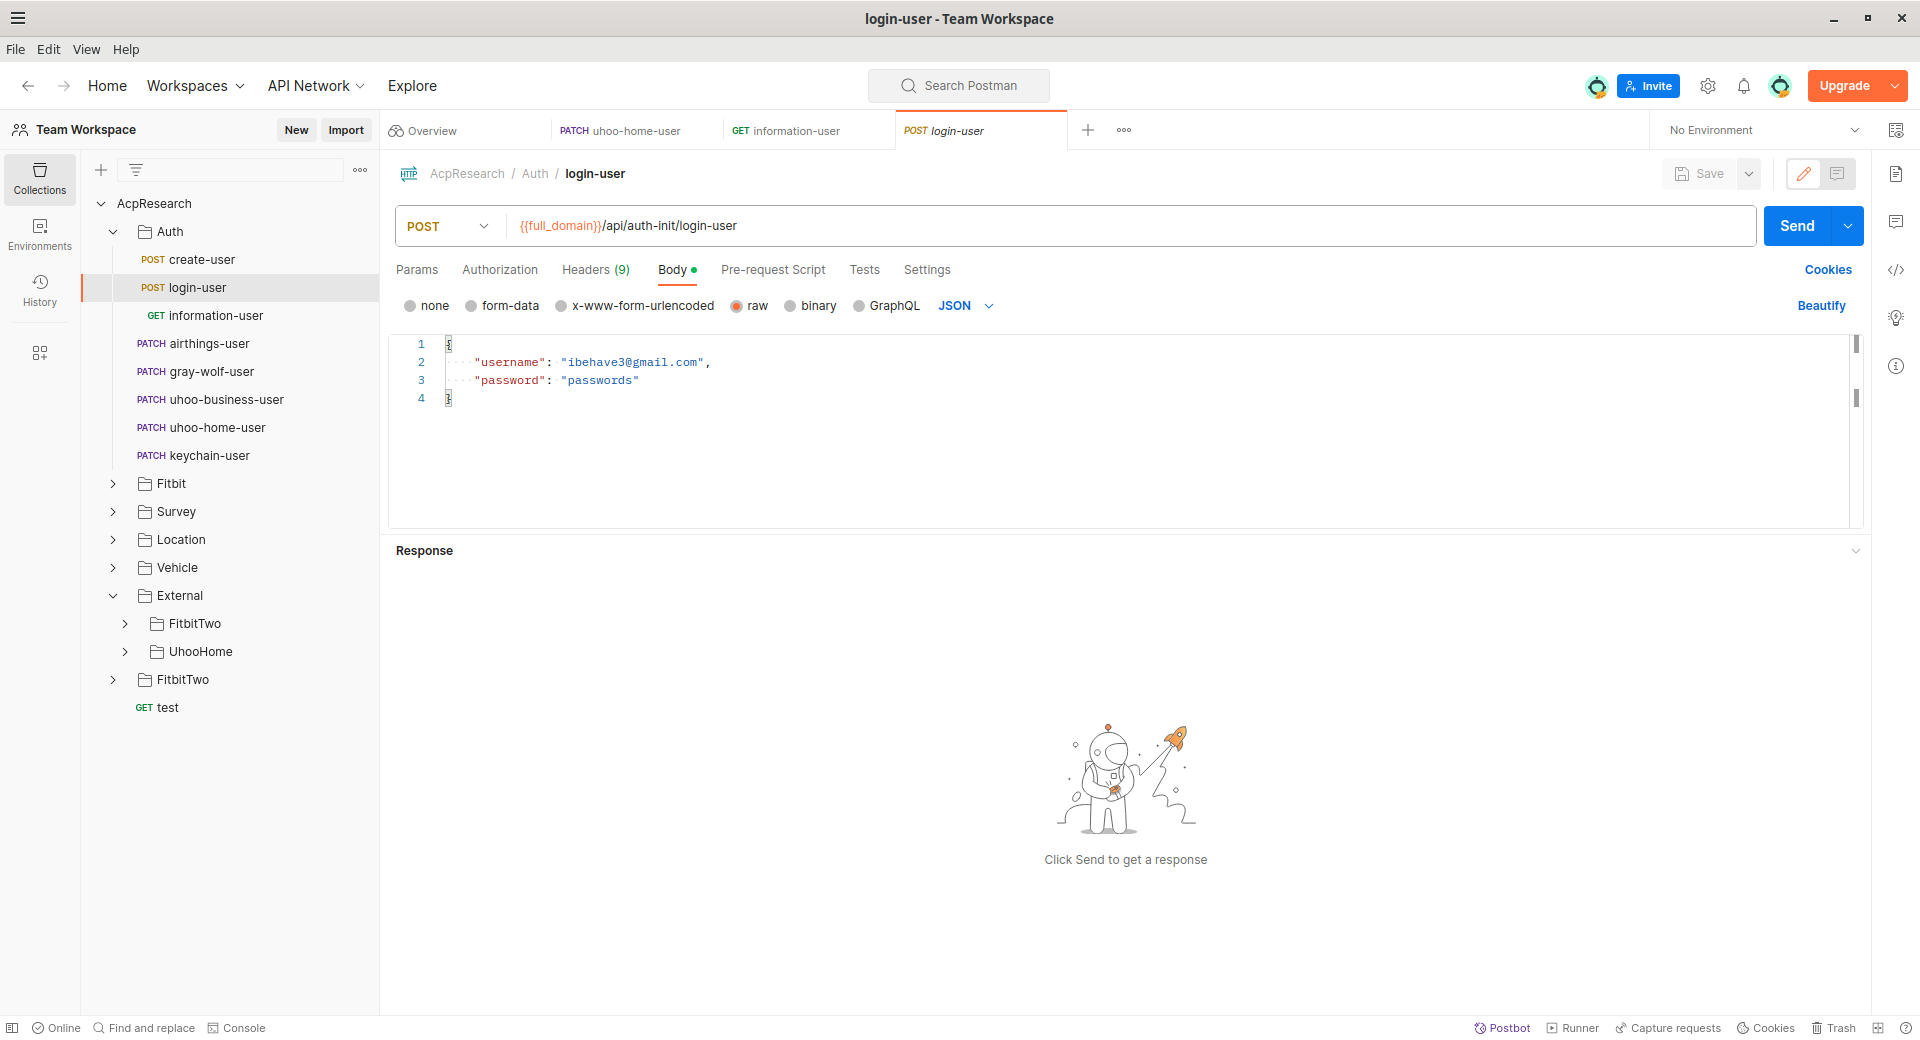 login-user - Team Workspace
File Edit View Help
Home Workspaces API Network Explore Search Postman Invite Upgrade
Team Workspace New Import Overview PATCH uhoo-home-user GET information-user POST login-user No Environment
Collections
Environments
History
AcpResearch
Auth
POST create-user
POST login-user
GET information-user
PATCH airthings-user
PATCH gray-wolf-user
PATCH uhoo-business-user
PATCH uhoo-home-user
PATCH keychain-user
Fitbit
Survey
Location
Vehicle
External
FitbitTwo
UhooHome
FitbitTwo
GET test
HTTP AcpResearch / Auth / login-user Save
POST {{full_domain}}/api/auth-init/login-user Send
Params Authorization Headers (9) Body Pre-request Script Tests Settings Cookies
none form-data x-www-form-urlencoded raw binary GraphQL JSON Beautify
1 {
2 "username": "ibehave3@gmail.com",
3 "password": "passwords"
4 }
Response
Click Send to get a response
Online Find and replace Console Postbot Runner Capture requests Cookies Trash